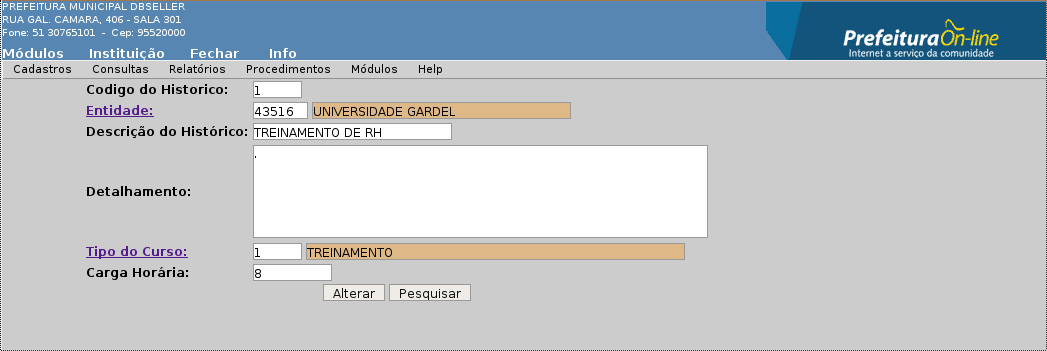 PREFEITURA MUNICIPAL DBSELLER
RUA GAL. CAMARA, 406 - SALA 301
Fone: 51 30765101 - Cep: 95520000
PrefeituraOn-line
Internet a serviço da comunidade
Módulos Instituição Fechar Info
Cadastros Consultas Relatórios Procedimentos Módulos Help
Codigo do Historico: 1
Entidade: 43516 UNIVERSIDADE GARDEL
Descrição do Histórico: TREINAMENTO DE RH
.
Detalhamento:
Tipo do Curso: 1 TREINAMENTO
Carga Horária: 8
Alterar Pesquisar